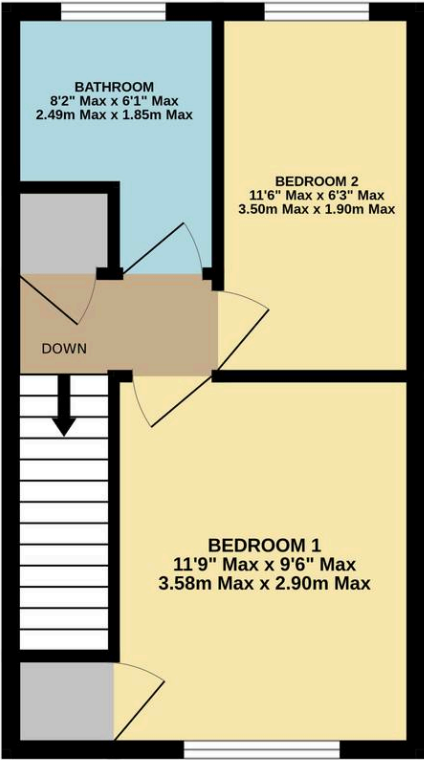 BATHROOM
8'2" Max x 6'1" Max
2.49m Max x 1.85m Max
BEDROOM 2
11'6" Max x 6'3" Max
3.50m Max x 1.90m Max
DOWN
BEDROOM 1
11'9" Max x 9'6" Max
3.58m Max x 2.90m Max